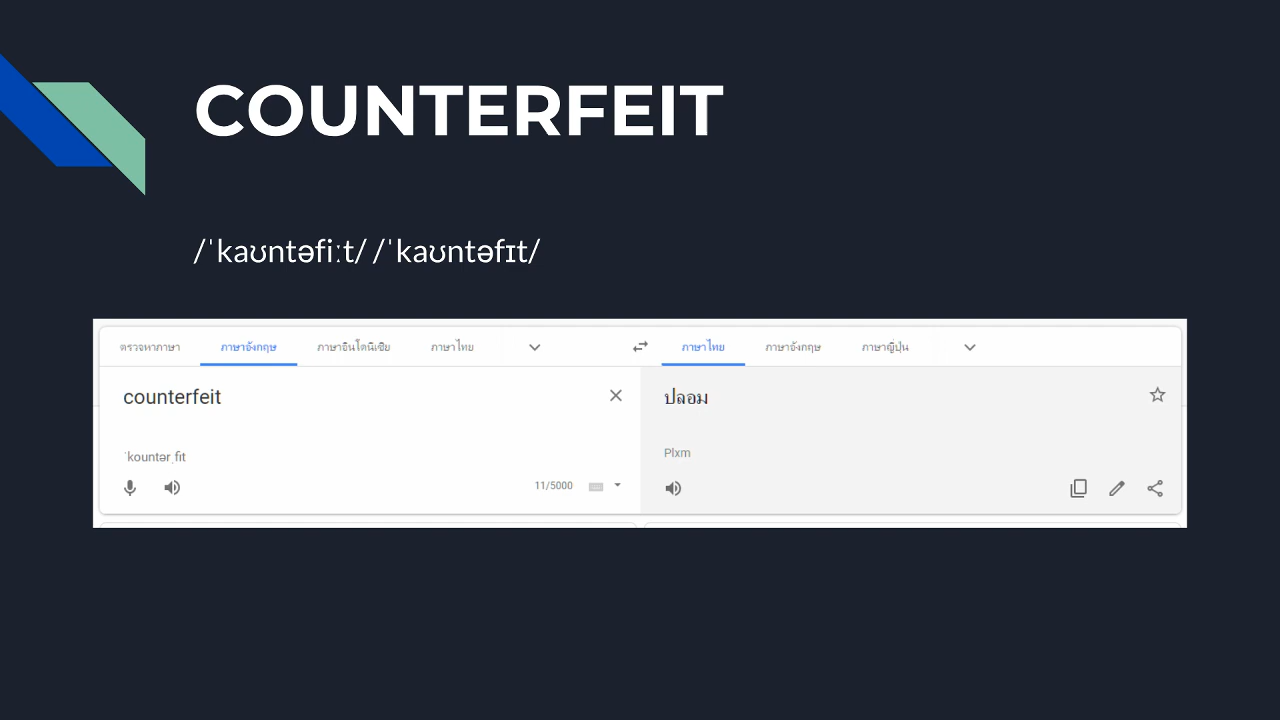 COUNTERFEIT
/ˈkaʊntəfiːt/ /ˈkaʊntəfɪt/
ตรวจหาภาษา ภาษาอังกฤษ ภาษาอินโดนีเซีย ภาษาไทย ภาษาไทย ภาษาอังกฤษ ภาษาญี่ปุ่น
counterfeit ปลอม
ˈkountərˌfit Plxm
11/5000